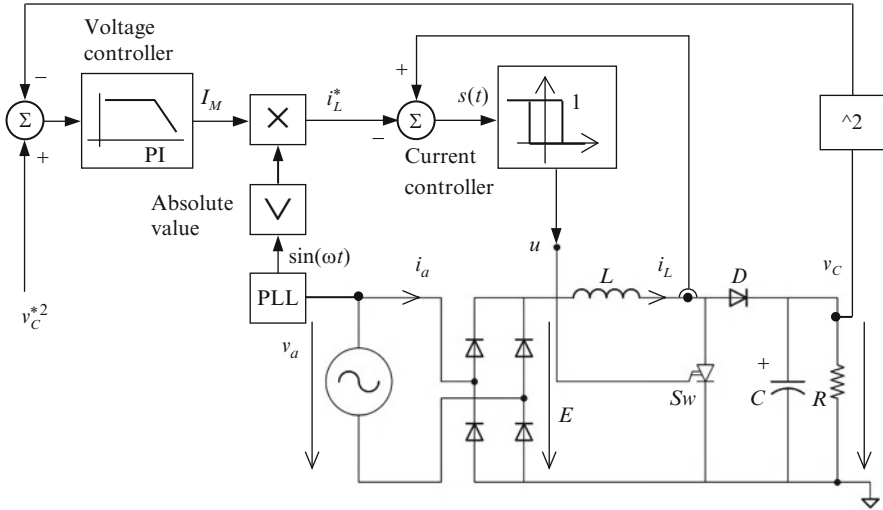 Voltage
controller
−
Σ
+
PI
I_M
×
i_L^*
+
Σ
−
s(t)
1
Current
controller
^2
Absolute
value
sin(ωt)
PLL
v_C^{*2}
i_a
v_a
u
L
i_L
D
v_C
E
Sw
+
C
R